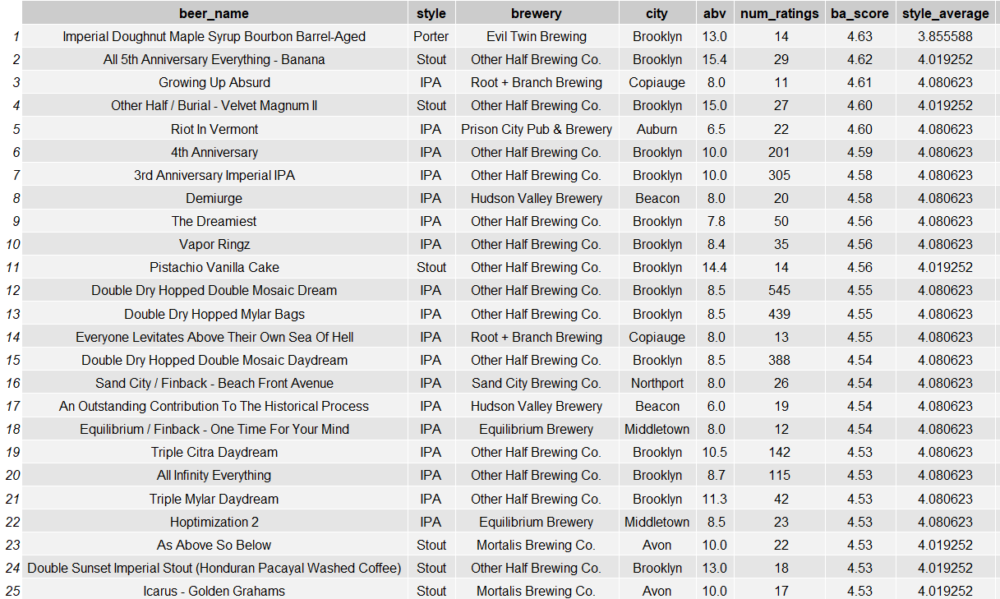 beer_name style brewery city abv num_ratings ba_score style_average
1 Imperial Doughnut Maple Syrup Bourbon Barrel-Aged Porter Evil Twin Brewing Brooklyn 13.0 14 4.63 3.855588
2 All 5th Anniversary Everything - Banana Stout Other Half Brewing Co. Brooklyn 15.4 29 4.62 4.019252
3 Growing Up Absurd IPA Root + Branch Brewing Copiauge 8.0 11 4.61 4.080623
4 Other Half / Burial - Velvet Magnum II Stout Other Half Brewing Co. Brooklyn 15.0 27 4.60 4.019252
5 Riot In Vermont IPA Prison City Pub & Brewery Auburn 6.5 22 4.60 4.080623
6 4th Anniversary IPA Other Half Brewing Co. Brooklyn 10.0 201 4.59 4.080623
7 3rd Anniversary Imperial IPA IPA Other Half Brewing Co. Brooklyn 10.0 305 4.58 4.080623
8 Demiurge IPA Hudson Valley Brewery Beacon 8.0 20 4.58 4.080623
9 The Dreamiest IPA Other Half Brewing Co. Brooklyn 7.8 50 4.56 4.080623
10 Vapor Ringz IPA Other Half Brewing Co. Brooklyn 8.4 35 4.56 4.080623
11 Pistachio Vanilla Cake Stout Other Half Brewing Co. Brooklyn 14.4 14 4.56 4.019252
12 Double Dry Hopped Double Mosaic Dream IPA Other Half Brewing Co. Brooklyn 8.5 545 4.55 4.080623
13 Double Dry Hopped Mylar Bags IPA Other Half Brewing Co. Brooklyn 8.5 439 4.55 4.080623
14 Everyone Levitates Above Their Own Sea Of Hell IPA Root + Branch Brewing Copiauge 8.0 13 4.55 4.080623
15 Double Dry Hopped Double Mosaic Daydream IPA Other Half Brewing Co. Brooklyn 8.5 388 4.54 4.080623
16 Sand City / Finback - Beach Front Avenue IPA Sand City Brewing Co. Northport 8.0 26 4.54 4.080623
17 An Outstanding Contribution To The Historical Process IPA Hudson Valley Brewery Beacon 6.0 19 4.54 4.080623
18 Equilibrium / Finback - One Time For Your Mind IPA Equilibrium Brewery Middletown 8.0 12 4.54 4.080623
19 Triple Citra Daydream IPA Other Half Brewing Co. Brooklyn 10.5 142 4.53 4.080623
20 All Infinity Everything IPA Other Half Brewing Co. Brooklyn 8.7 115 4.53 4.080623
21 Triple Mylar Daydream IPA Other Half Brewing Co. Brooklyn 11.3 42 4.53 4.080623
22 Hoptimization 2 IPA Equilibrium Brewery Middletown 8.5 23 4.53 4.080623
23 As Above So Below Stout Mortalis Brewing Co. Avon 10.0 22 4.53 4.019252
24 Double Sunset Imperial Stout (Honduran Pacayal Washed Coffee) Stout Other Half Brewing Co. Brooklyn 13.0 18 4.53 4.019252
25 Icarus - Golden Grahams Stout Mortalis Brewing Co. Avon 10.0 17 4.53 4.019252